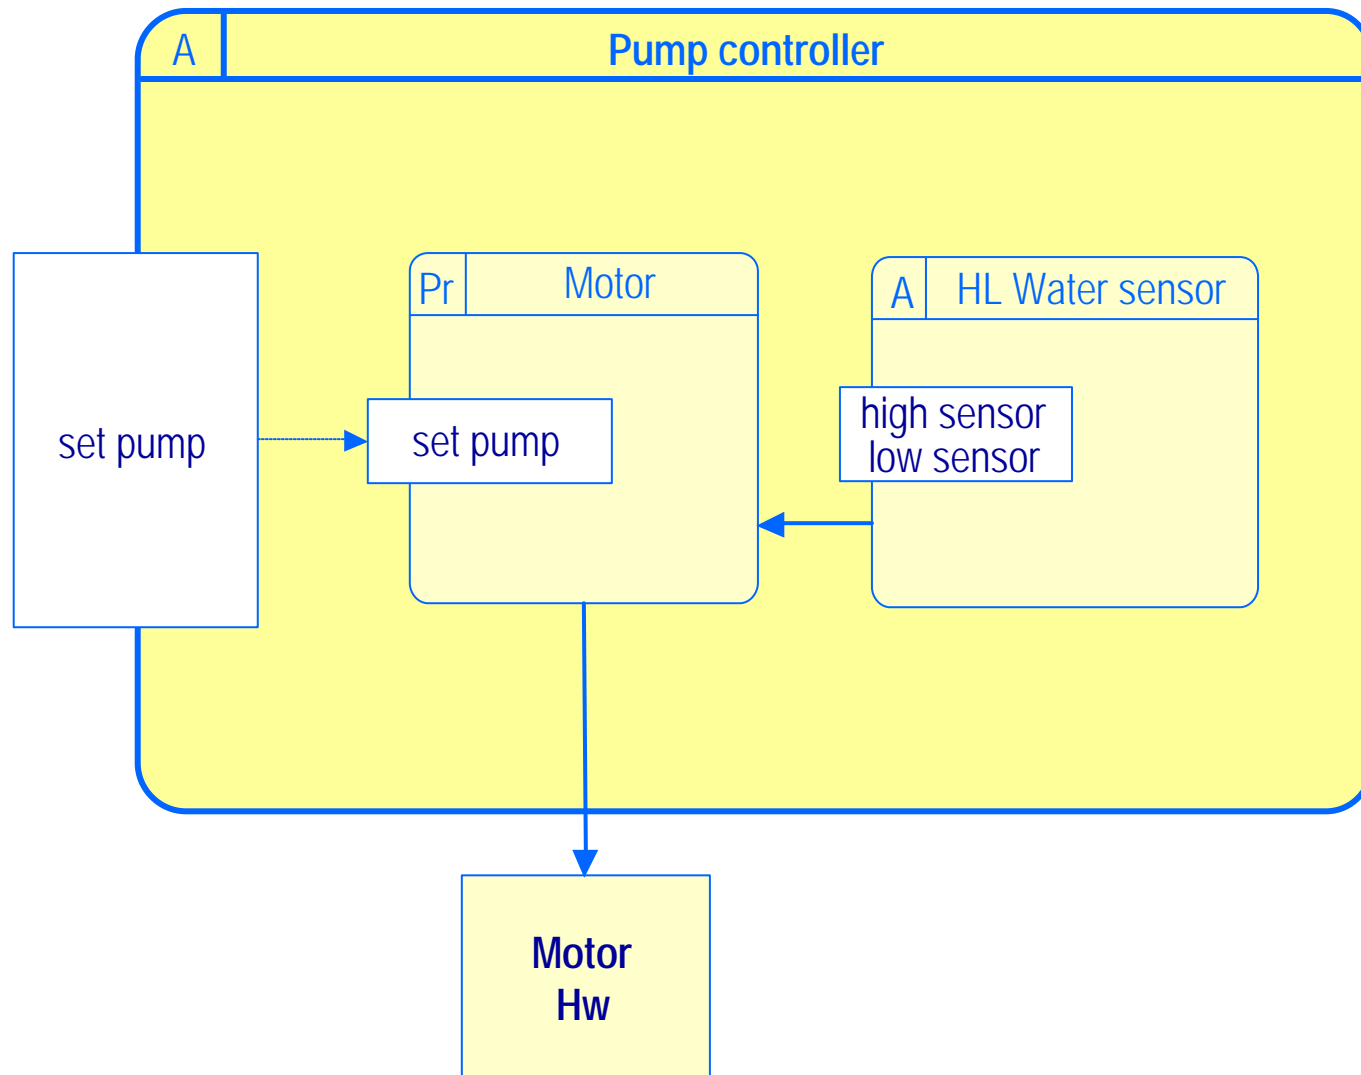 A
Pump controller
set pump
Pr
Motor
set pump
A
HL Water sensor
high sensor
low sensor
Motor
Hw